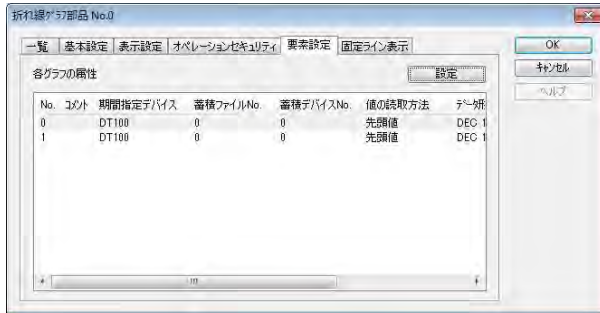 折れ線グラフ部品 No.0
一覧 基本設定 表示設定 オペレーションセキュリティ 要素設定 固定ライン表示
OK
キャンセル
ヘルプ
各グラフの属性
設定
No. コメント 期間指定デバイス 蓄積ファイルNo. 蓄積デバイスNo. 値の読取方法 データ形
0 DT100 0 0 先頭値 DEC 1
1 DT100 0 0 先頭値 DEC 1